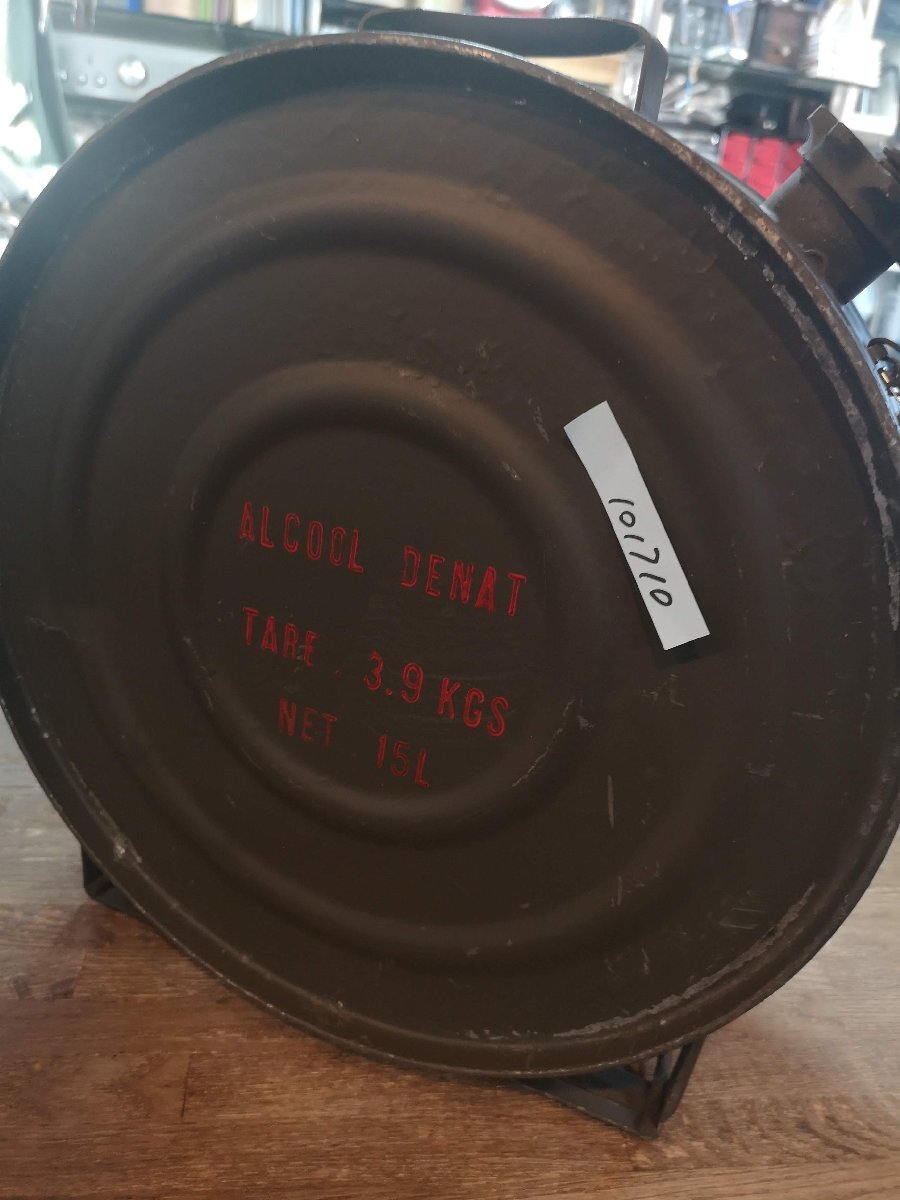 ALCOOL DENAT
TARE 3.9 KGS
NET 15L
101710